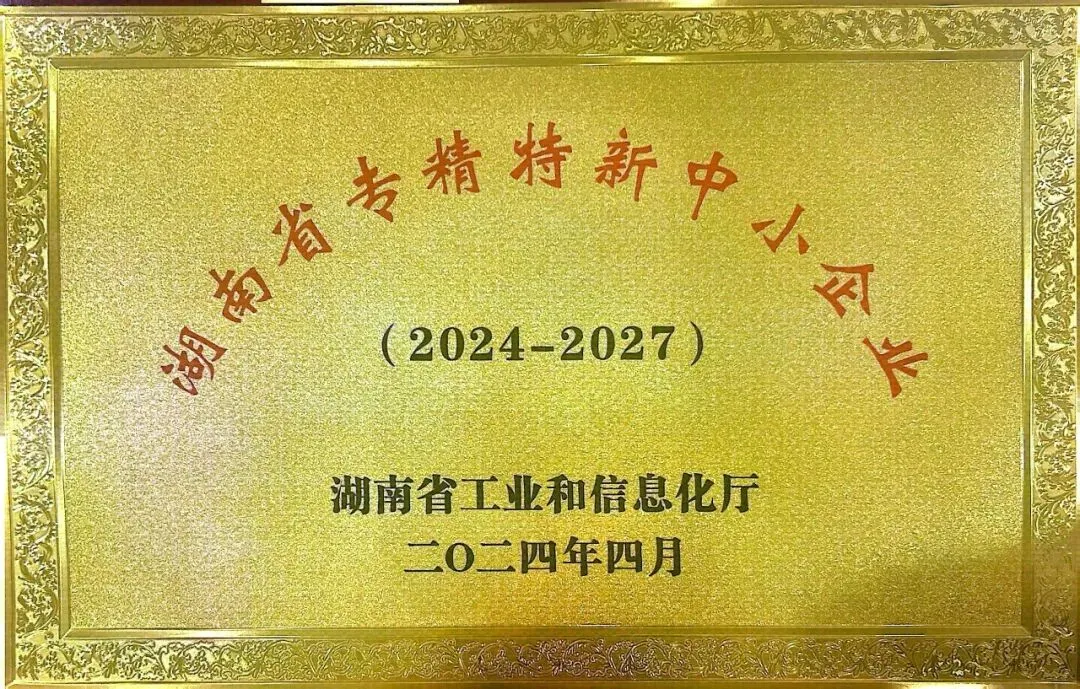 湖南省专精特新中小企业
（2024-2027）
湖南省工业和信息化厅
二〇二四年四月